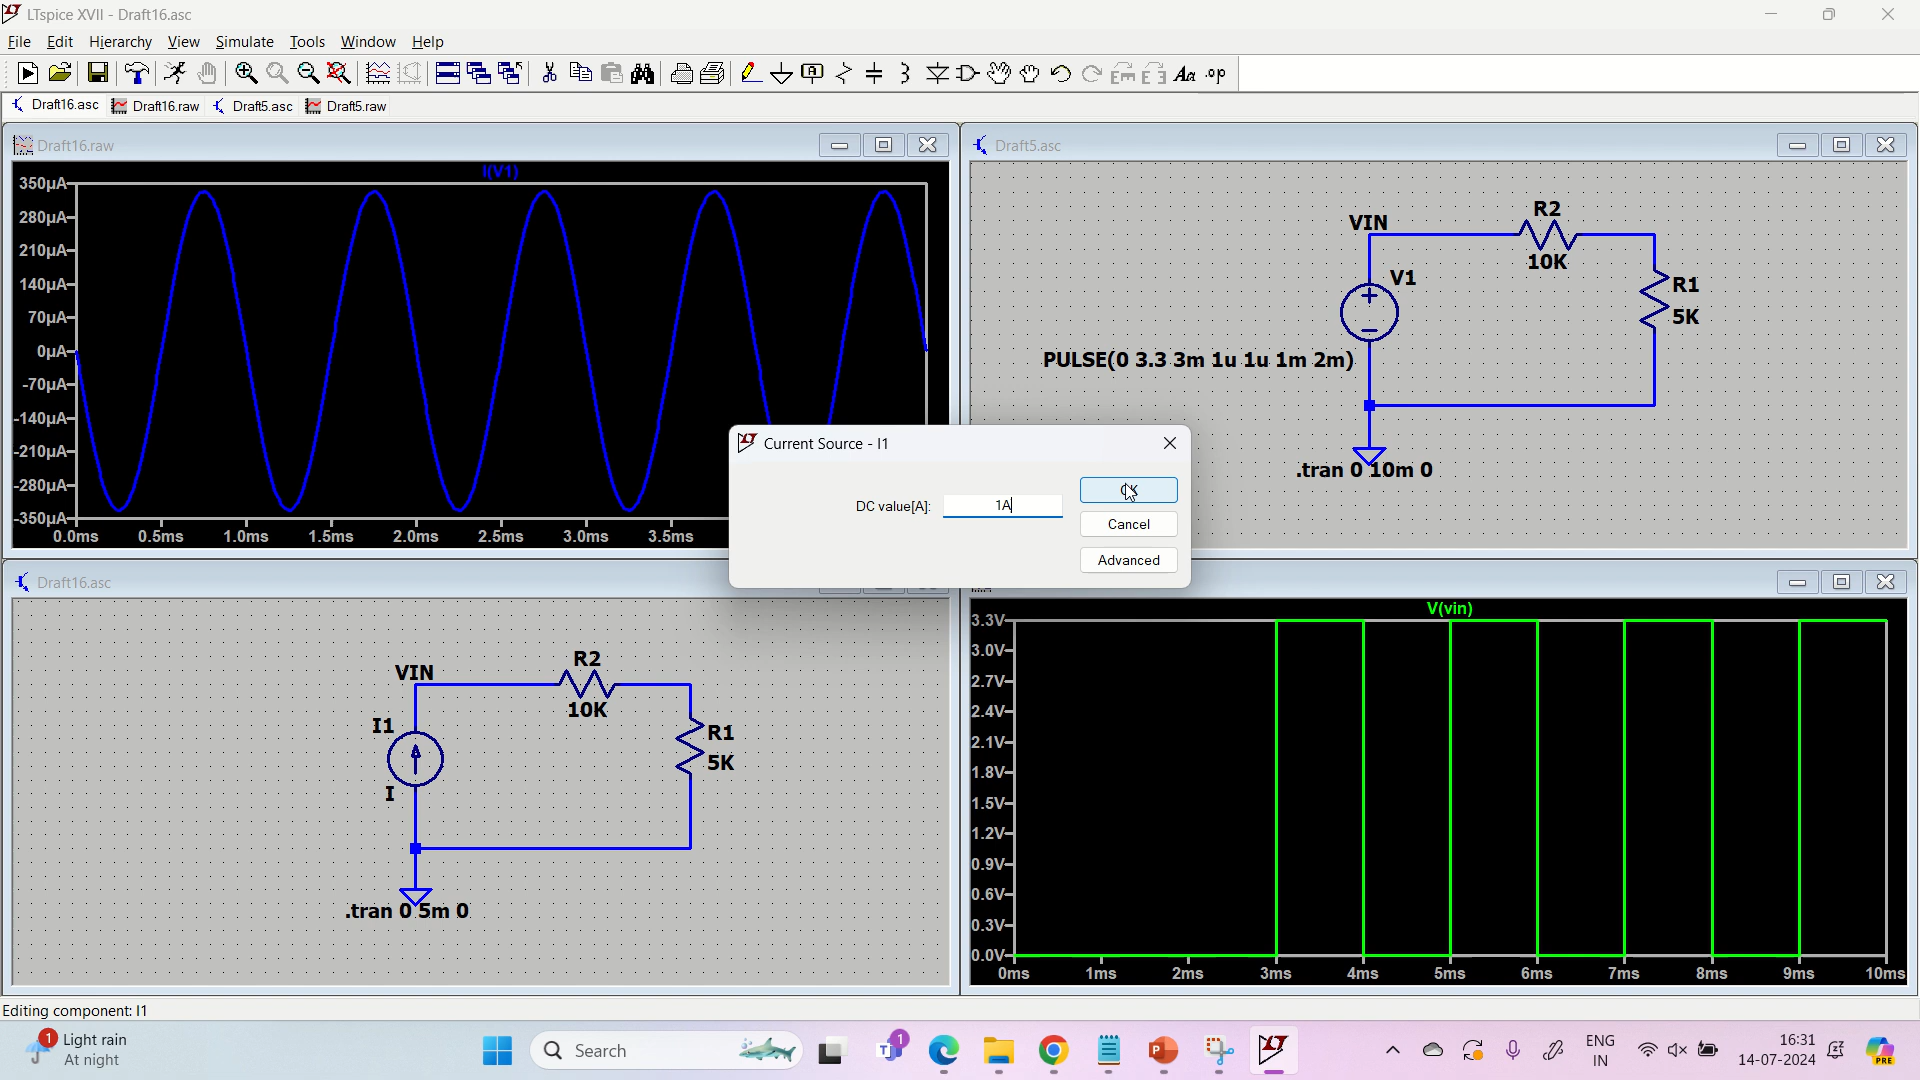 LTspice XVII - Draft16.asc
File Edit Hierarchy View Simulate Tools Window Help
Draft16.asc Draft16.raw Draft5.asc Draft5.raw
Draft16.raw
I(V1)
350µA
280µA
210µA
140µA
70µA
0µA
-70µA
-140µA
-210µA
-280µA
-350µA
0.0ms 0.5ms 1.0ms 1.5ms 2.0ms 2.5ms 3.0ms 3.5ms
Draft5.asc
VIN
R2
10K
V1
R1
5K
PULSE(0 3.3 3m 1u 1u 1m 2m)
.tran 0 10m 0
Current Source - I1
DC value[A]: 1A
OK
Cancel
Advanced
Draft16.asc
VIN
R2
10K
I1
R1
5K
I
.tran 0 5m 0
V(vin)
3.3V
3.0V
2.7V
2.4V
2.1V
1.8V
1.5V
1.2V
0.9V
0.6V
0.3V
0.0V
0ms 1ms 2ms 3ms 4ms 5ms 6ms 7ms 8ms 9ms 10ms
Editing component: I1
1 Light rain
At night
Search
1
ENG
IN
16:31
14-07-2024
PRE